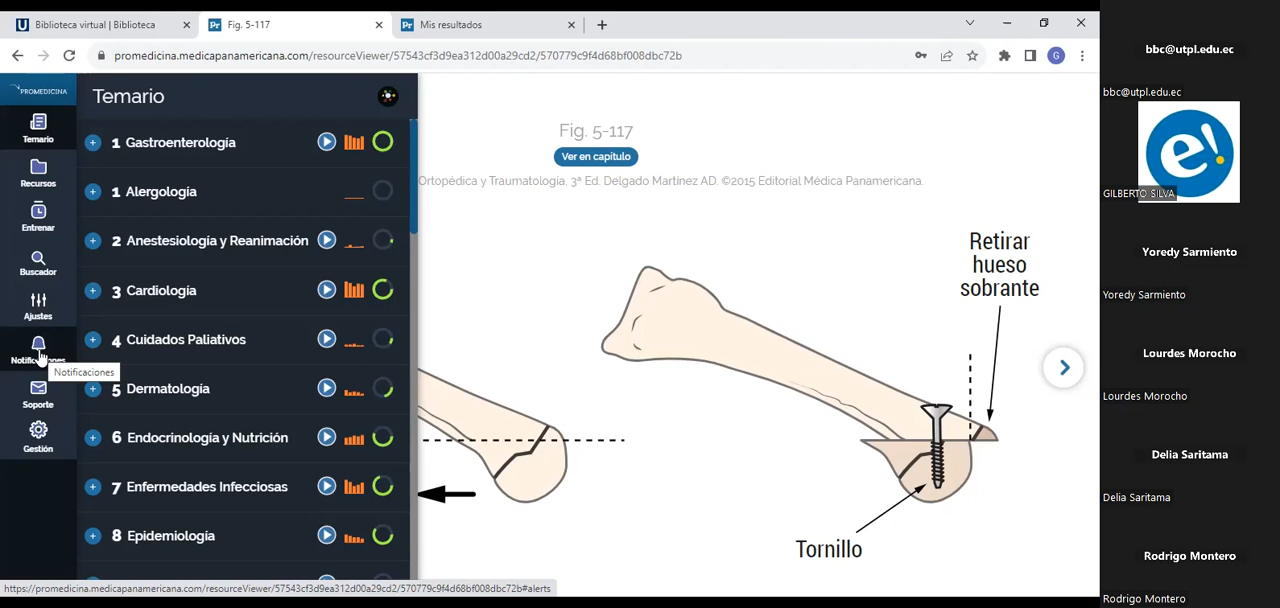 Biblioteca virtual | Biblioteca
Fig. 5-117
Mis resultados
promedicina.medicapanamericana.com/resourceViewer/57543cf3d9ea312d00a29cd2/570779c9f4d68bf008dc72b
G
PROMEDICINA
Temario
Recursos
Entrenar
Buscador
Ajustes
Notificaciones
Notificaciones
Soporte
Gestión
Temario
1 Gastroenterología
1 Alergología
2 Anestesiología y Reanimación
3 Cardiología
4 Cuidados Paliativos
5 Dermatología
6 Endocrinología y Nutrición
7 Enfermedades Infecciosas
8 Epidemiología
Fig. 5-117
Ver en capítulo
Ortopédica y Traumatología. 3ª Ed. Delgado Martínez AD. ©2015 Editorial Médica Panamericana.
Retirar
hueso
sobrante
Tornillo
https://promedicina.medicapanamericana.com/resourceViewer/57543cf3d9ea312d00a29cd2/570779c9f4d68bf008dc72b#alerts
bbc@utpl.edu.ec
bbc@utpl.edu.ec
e!
GILBERTO SILVA
Yoredy Sarmiento
Yoredy Sarmiento
Lourdes Morocho
Lourdes Morocho
Delia Saritama
Delia Saritama
Rodrigo Montero
Rodrigo Montero